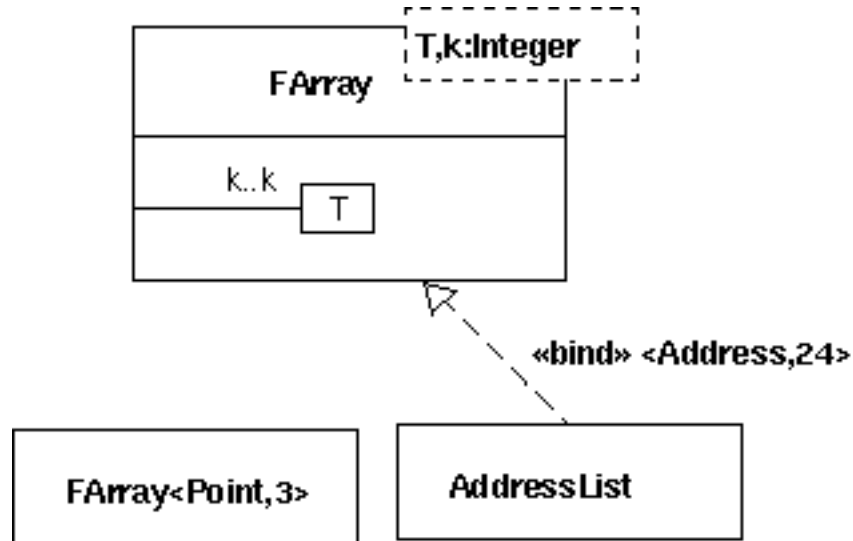 T,k:Integer
FArray
k..k
T
«bind» <Address,24>
FArray<Point,3>
AddressList